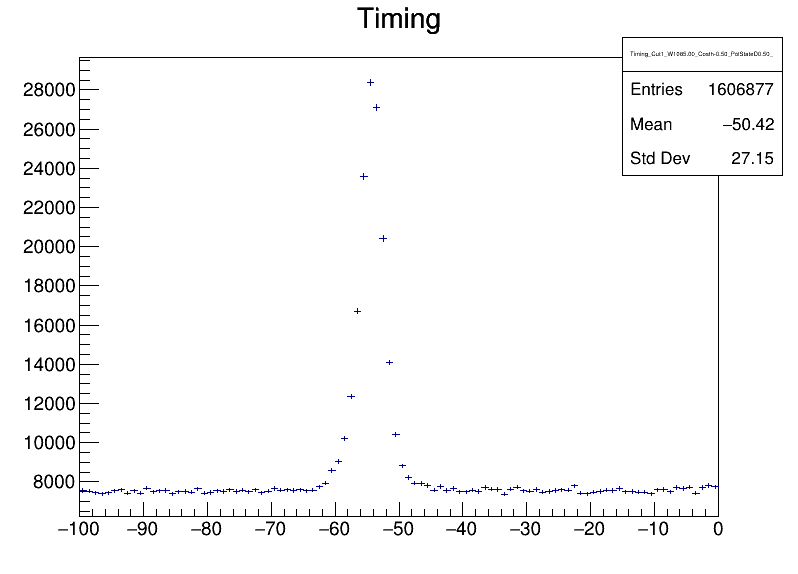 Timing
Timing_Cut1_W1085.00_Costh-0.50_PolStateD0.50_
Entries 1606877
Mean −50.42
Std Dev 27.15
28000
26000
24000
22000
20000
18000
16000
14000
12000
10000
8000
−100 −90 −80 −70 −60 −50 −40 −30 −20 −10 0